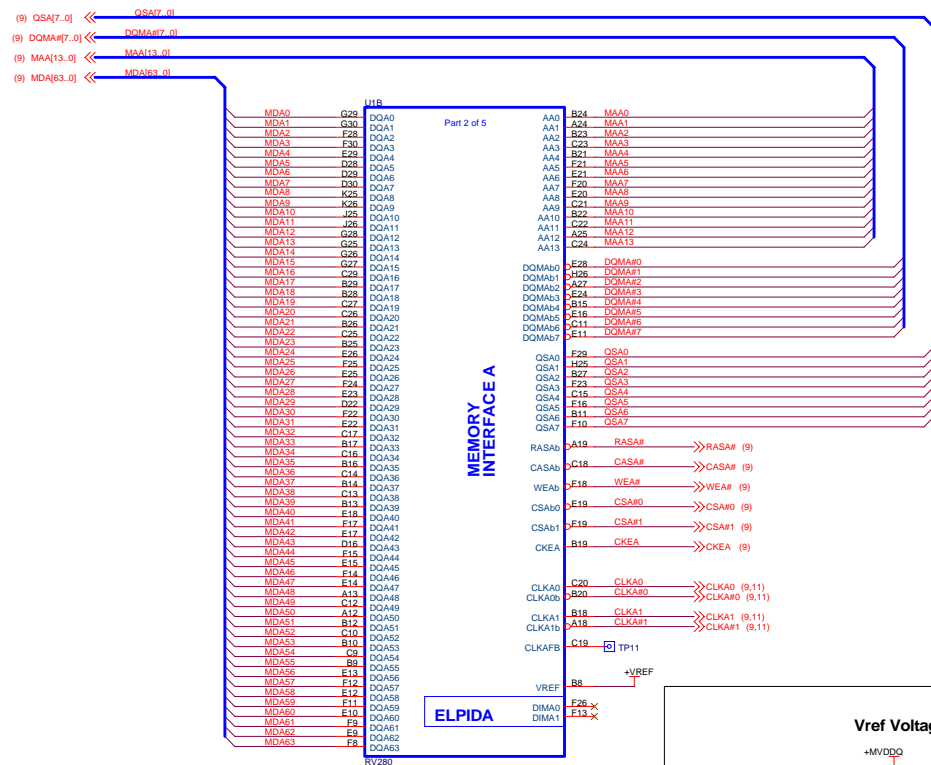 (9) QSA[7..0] QSA[7..0]
(9) DQMA#[7..0] DQMA#[7..0]
(9) MAA[13..0] MAA[13..0]
(9) MDA[63..0] MDA[63..0]
U1B
Part 2 of 5
MDA0 G29 DQA0 AA0 B24 MAA0
MDA1 G30 DQA1 AA1 A24 MAA1
MDA2 F28 DQA2 AA2 B23 MAA2
MDA3 F30 DQA3 AA3 C23 MAA3
MDA4 E29 DQA4 AA4 B21 MAA4
MDA5 D28 DQA5 AA5 F21 MAA5
MDA6 D29 DQA6 AA6 E21 MAA6
MDA7 D30 DQA7 AA7 F20 MAA7
MDA8 K25 DQA8 AA8 E20 MAA8
MDA9 K26 DQA9 AA9 C21 MAA9
MDA10 J25 DQA10 AA10 B22 MAA10
MDA11 J26 DQA11 AA11 C22 MAA11
MDA12 G28 DQA12 AA12 A25 MAA12
MDA13 G25 DQA13 AA13 C24 MAA13
MDA14 G26 DQA14
MDA15 G27 DQA15 DQMAb0 E28 DQMA#0
MDA16 C29 DQA16 DQMAb1 H26 DQMA#1
MDA17 B29 DQA17 DQMAb2 A27 DQMA#2
MDA18 B28 DQA18 DQMAb3 E24 DQMA#3
MDA19 C27 DQA19 DQMAb4 B15 DQMA#4
MDA20 C26 DQA20 DQMAb5 E16 DQMA#5
MDA21 B26 DQA21 DQMAb6 C11 DQMA#6
MDA22 C25 DQA22 DQMAb7 E11 DQMA#7
MDA23 B25 DQA23
MDA24 E26 DQA24 QSA0 F29 QSA0
MDA25 F25 DQA25 QSA1 H25 QSA1
MDA26 E25 DQA26 QSA2 B27 QSA2
MDA27 F24 DQA27 QSA3 F23 QSA3
MDA28 E23 DQA28 QSA4 C15 QSA4
MDA29 D22 DQA29 QSA5 F16 QSA5
MDA30 F22 DQA30 QSA6 B11 QSA6
MDA31 E22 DQA31 QSA7 F10 QSA7
MDA32 C17 DQA32
MDA33 B17 DQA33 RASAb A19 RASA# RASA# (9)
MDA34 C16 DQA34
MDA35 B16 DQA35 CASAb C18 CASA# CASA# (9)
MDA36 C14 DQA36
MDA37 B14 DQA37 WEAb F18 WEA# WEA# (9)
MDA38 C13 DQA38
MDA39 B13 DQA39 CSAb0 E19 CSA#0 CSA#0 (9)
MDA40 E18 DQA40
MDA41 F17 DQA41 CSAb1 F19 CSA#1 CSA#1 (9)
MDA42 E17 DQA42
MDA43 D16 DQA43 CKEA B19 CKEA CKEA (9)
MDA44 F15 DQA44
MDA45 E15 DQA45
MDA46 F14 DQA46
MDA47 E14 DQA47 CLKA0 C20 CLKA0 CLKA0 (9,11)
MDA48 A13 DQA48 CLKA0b B20 CLKA#0 CLKA#0 (9,11)
MDA49 C12 DQA49
MDA50 A12 DQA50 CLKA1 B18 CLKA1 CLKA1 (9,11)
MDA51 B12 DQA51 CLKA1b A18 CLKA#1 CLKA#1 (9,11)
MDA52 C10 DQA52
MDA53 B10 DQA53 CLKAFB C19 TP11
MDA54 C9 DQA54
MDA55 B9 DQA55
MDA56 E13 DQA56 +VREF
MDA57 F12 DQA57 VREF B8
MDA58 E12 DQA58
MDA59 F11 DQA59 DIMA0 F26
MDA60 E10 DQA60 DIMA1 F13
MDA61 F9 DQA61
MDA62 E9 DQA62
MDA63 F8 DQA63
MEMORY
INTERFACE A
ELPIDA
RV280
Vref Voltag
+MVDDQ